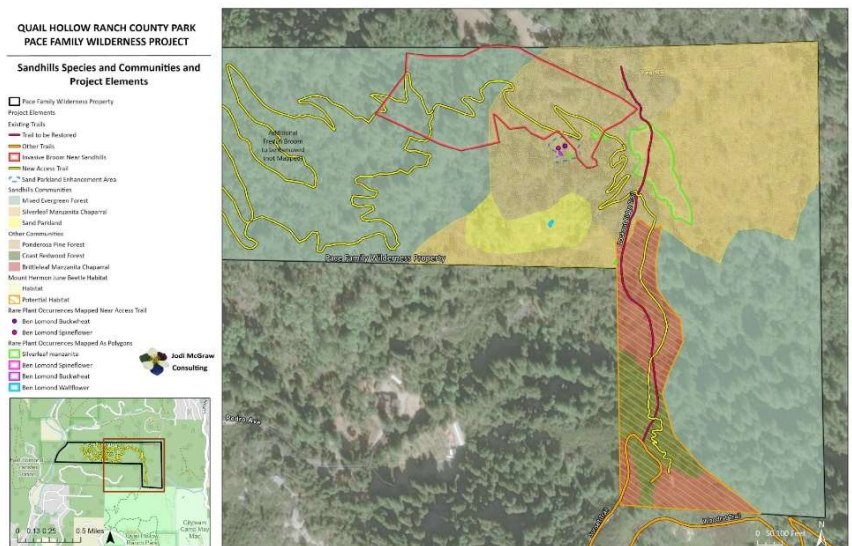 QUAIL HOLLOW RANCH COUNTY PARK
PACE FAMILY WILDERNESS PROJECT
Sandhills Species and Communities and
Project Elements
Pace Family Wilderness Property
Project Elements
Existing Trails
Trail to be Restored
Other Trails
Invasive Broom Near Sandhills
New Access Trail
Sand Parkland Enhancement Area
Sandhills Communities
Mixed Evergreen Forest
Silverleaf Manzanita Chaparral
Sand Parkland
Other Communities
Ponderosa Pine Forest
Coast Redwood Forest
Brittleleaf Manzanita Chaparral
Mount Hermon June Beetle Habitat
Habitat
Potential Habitat
Rare Plant Occurrences Mapped Near Access Trail
Ben Lomond Buckwheat
Ben Lomond Spineflower
Rare Plant Occurrences Mapped As Polygons
Silverleaf manzanita
Ben Lomond Spineflower
Ben Lomond Buckwheat
Ben Lomond Wallflower
Jodi McGraw
Consulting
Additional
French Broom
to be Removed
(not Mapped)
Pace Family Wilderness Property
Quail Hollow
Ranch Park
0 0.13 0.25 0.5 Miles
N